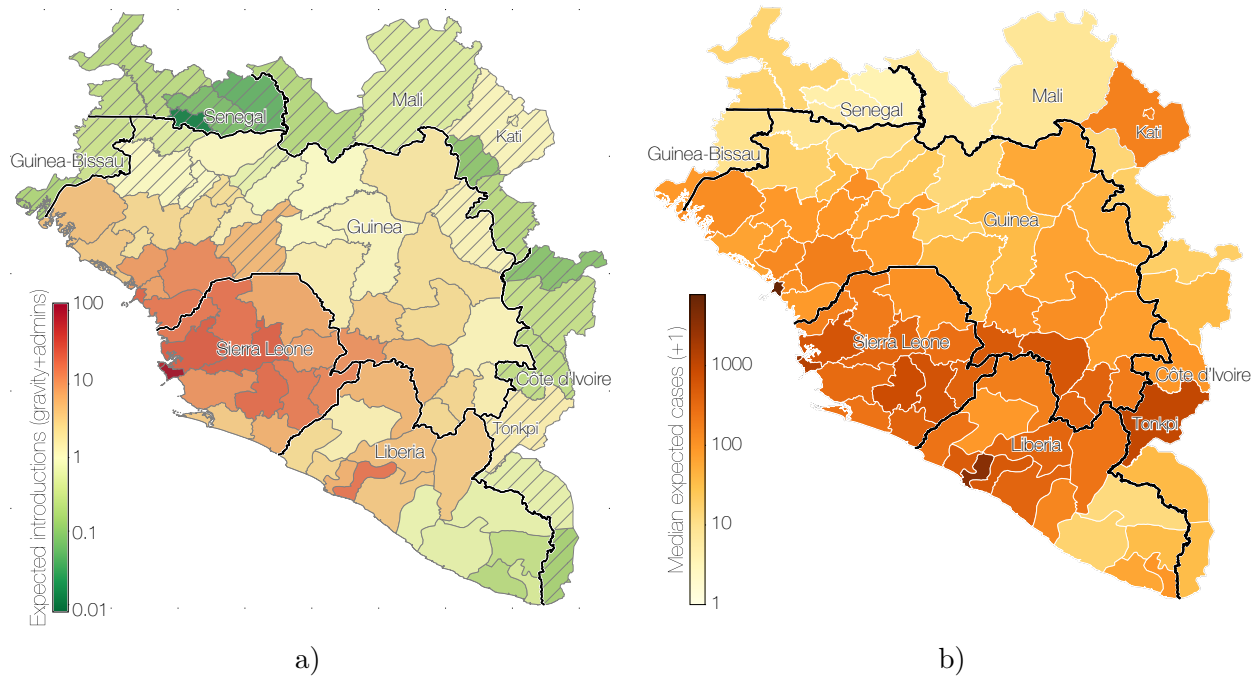 Mali
Senegal
Kati
Guinea-Bissau
Guinea
Sierra Leone
Côte d'Ivoire
Tonkpi
Liberia
Expected introductions (gravity+admins)
100
10
1
0.1
0.01
a)
Mali
Senegal
Kati
Guinea-Bissau
Guinea
Sierra Leone
Côte d'Ivoire
Tonkpi
Liberia
Median expected cases (+1)
1000
100
10
1
b)